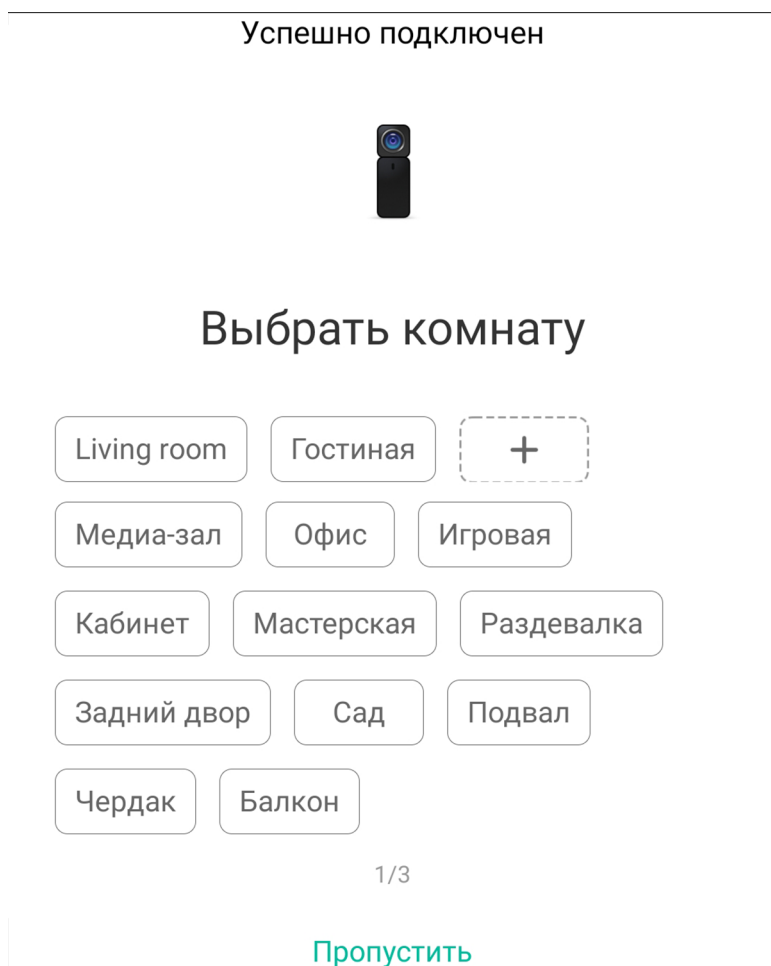 Успешно подключен
Выбрать комнату
Living room Гостиная +
Медиа-зал Офис Игровая
Кабинет Мастерская Раздевалка
Задний двор Сад Подвал
Чердак Балкон
1/3
Пропустить